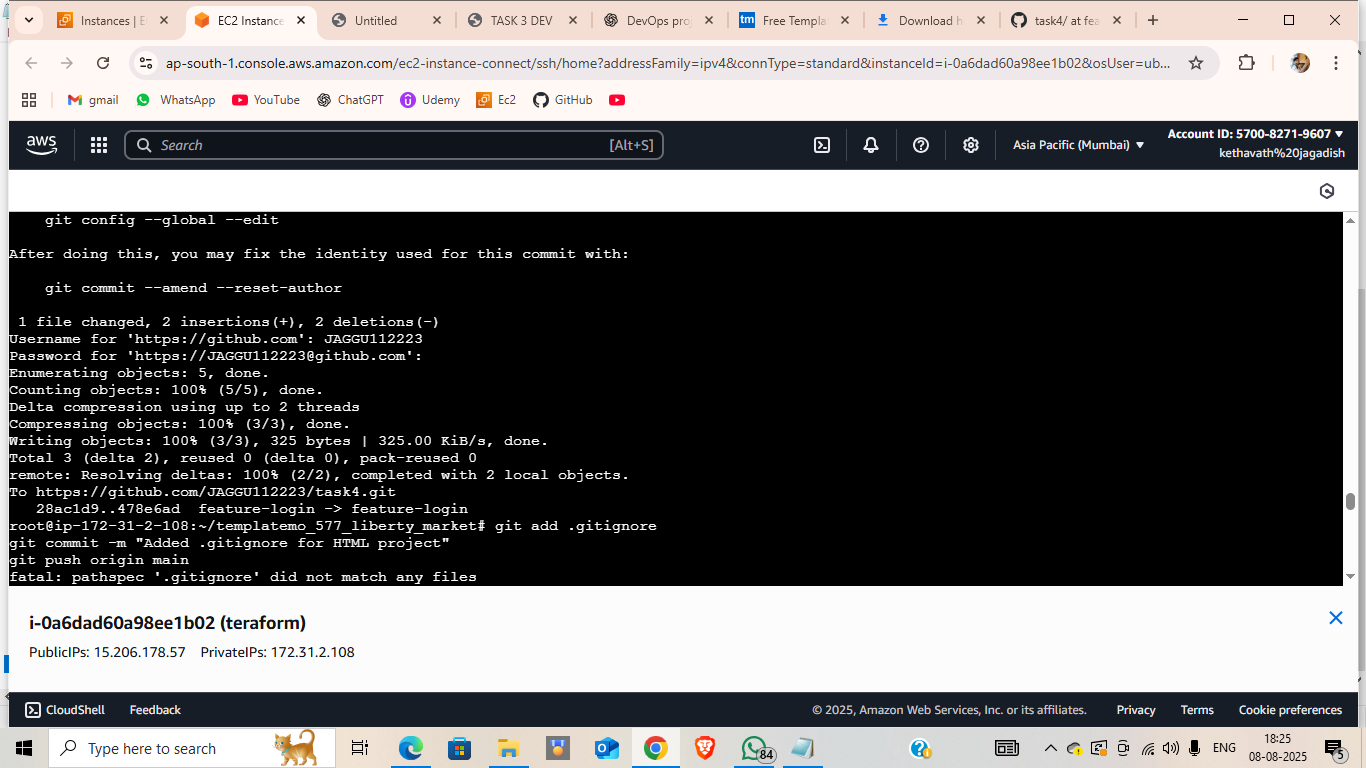 Instances | E
EC2 Instance
Untitled
TASK 3 DEV
DevOps pro
tm Free Templa
Download h
task4/ at fea
ap-south-1.console.aws.amazon.com/ec2-instance-connect/ssh/home?addressFamily=ipv4&connType=standard&instanceId=i-0a6dad60a98ee1b02&osUser=ub...
gmail WhatsApp YouTube ChatGPT Udemy Ec2 GitHub
aws Search [Alt+S] Asia Pacific (Mumbai) Account ID: 5700-8271-9607
kethavath%20jagadish
git config --global --edit
After doing this, you may fix the identity used for this commit with:
git commit --amend --reset-author
1 file changed, 2 insertions(+), 2 deletions(-)
Username for 'https://github.com': JAGGU112223
Password for 'https://JAGGU112223@github.com':
Enumerating objects: 5, done.
Counting objects: 100% (5/5), done.
Delta compression using up to 2 threads
Compressing objects: 100% (3/3), done.
Writing objects: 100% (3/3), 325 bytes | 325.00 KiB/s, done.
Total 3 (delta 2), reused 0 (delta 0), pack-reused 0
remote: Resolving deltas: 100% (2/2), completed with 2 local objects.
To https://github.com/JAGGU112223/task4.git
28ac1d9..478e6ad  feature-login -> feature-login
root@ip-172-31-2-108:~/templatemo_577_liberty_market# git add .gitignore
git commit -m "Added .gitignore for HTML project"
git push origin main
fatal: pathspec '.gitignore' did not match any files
i-0a6dad60a98ee1b02 (teraform)
PublicIPs: 15.206.178.57 PrivateIPs: 172.31.2.108
CloudShell Feedback © 2025, Amazon Web Services, Inc. or its affiliates. Privacy Terms Cookie preferences
Type here to search 84 ENG 18:25
08-08-2025 5